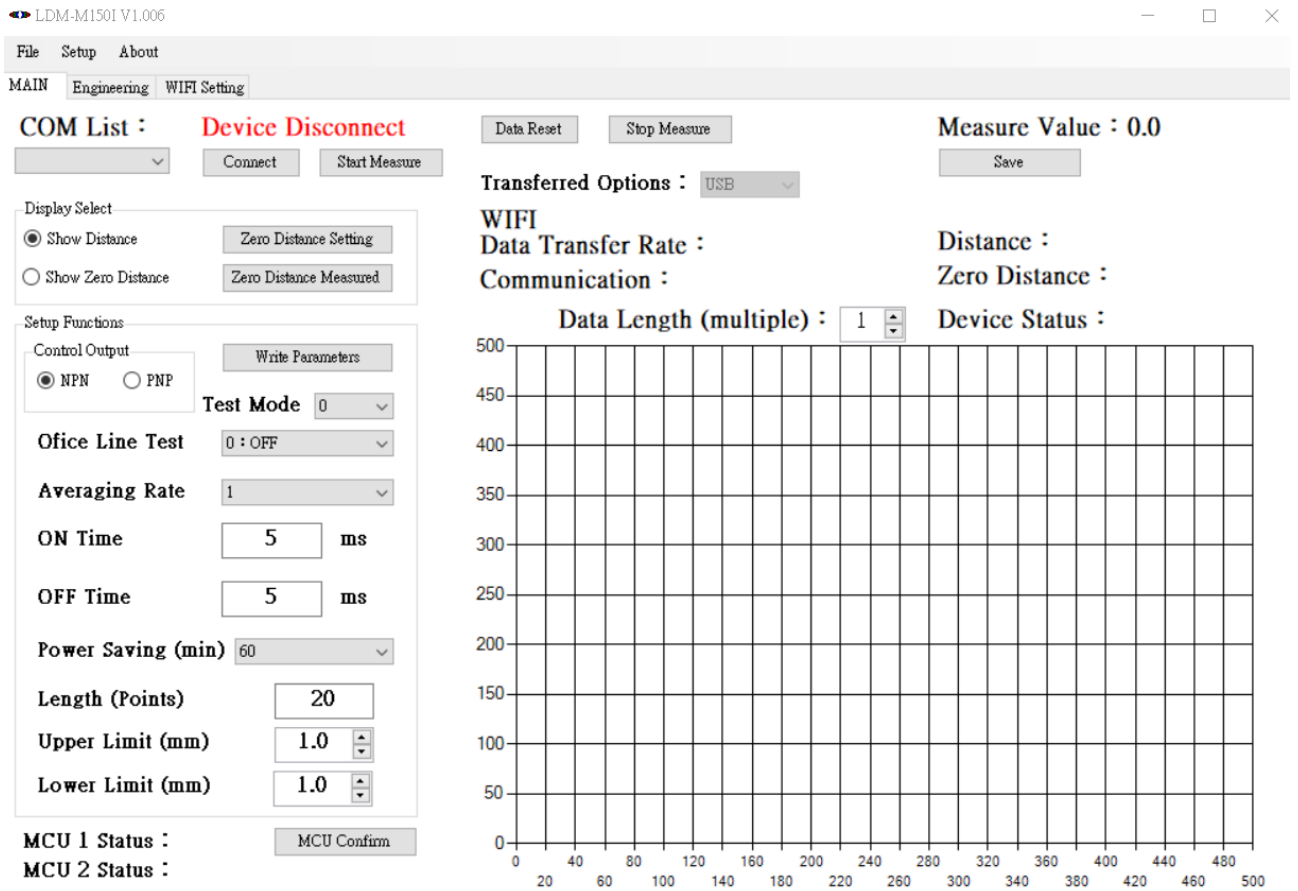 LDM-M150I V1.006
File Setup About
MAIN Engineering WIFI Setting
COM List：
Device Disconnect
Connect
Start Measure
Display Select
Show Distance
Zero Distance Setting
Show Zero Distance
Zero Distance Measured
Setup Functions
Control Output
NPN PNP
Write Parameters
Test Mode 0
Ofice Line Test 0：OFF
Averaging Rate 1
ON Time 5 ms
OFF Time 5 ms
Power Saving (min) 60
Length (Points) 20
Upper Limit (mm) 1.0
Lower Limit (mm) 1.0
MCU 1 Status：
MCU Confirm
MCU 2 Status：
Data Reset
Stop Measure
Measure Value：0.0
Save
Transferred Options： USB
WIFI
Data Transfer Rate：
Communication：
Distance：
Zero Distance：
Data Length (multiple)： 1
Device Status：
500
450
400
350
300
250
200
150
100
50
0
0 40 80 120 160 200 240 280 320 360 400 440 480
20 60 100 140 180 220 260 300 340 380 420 460 500